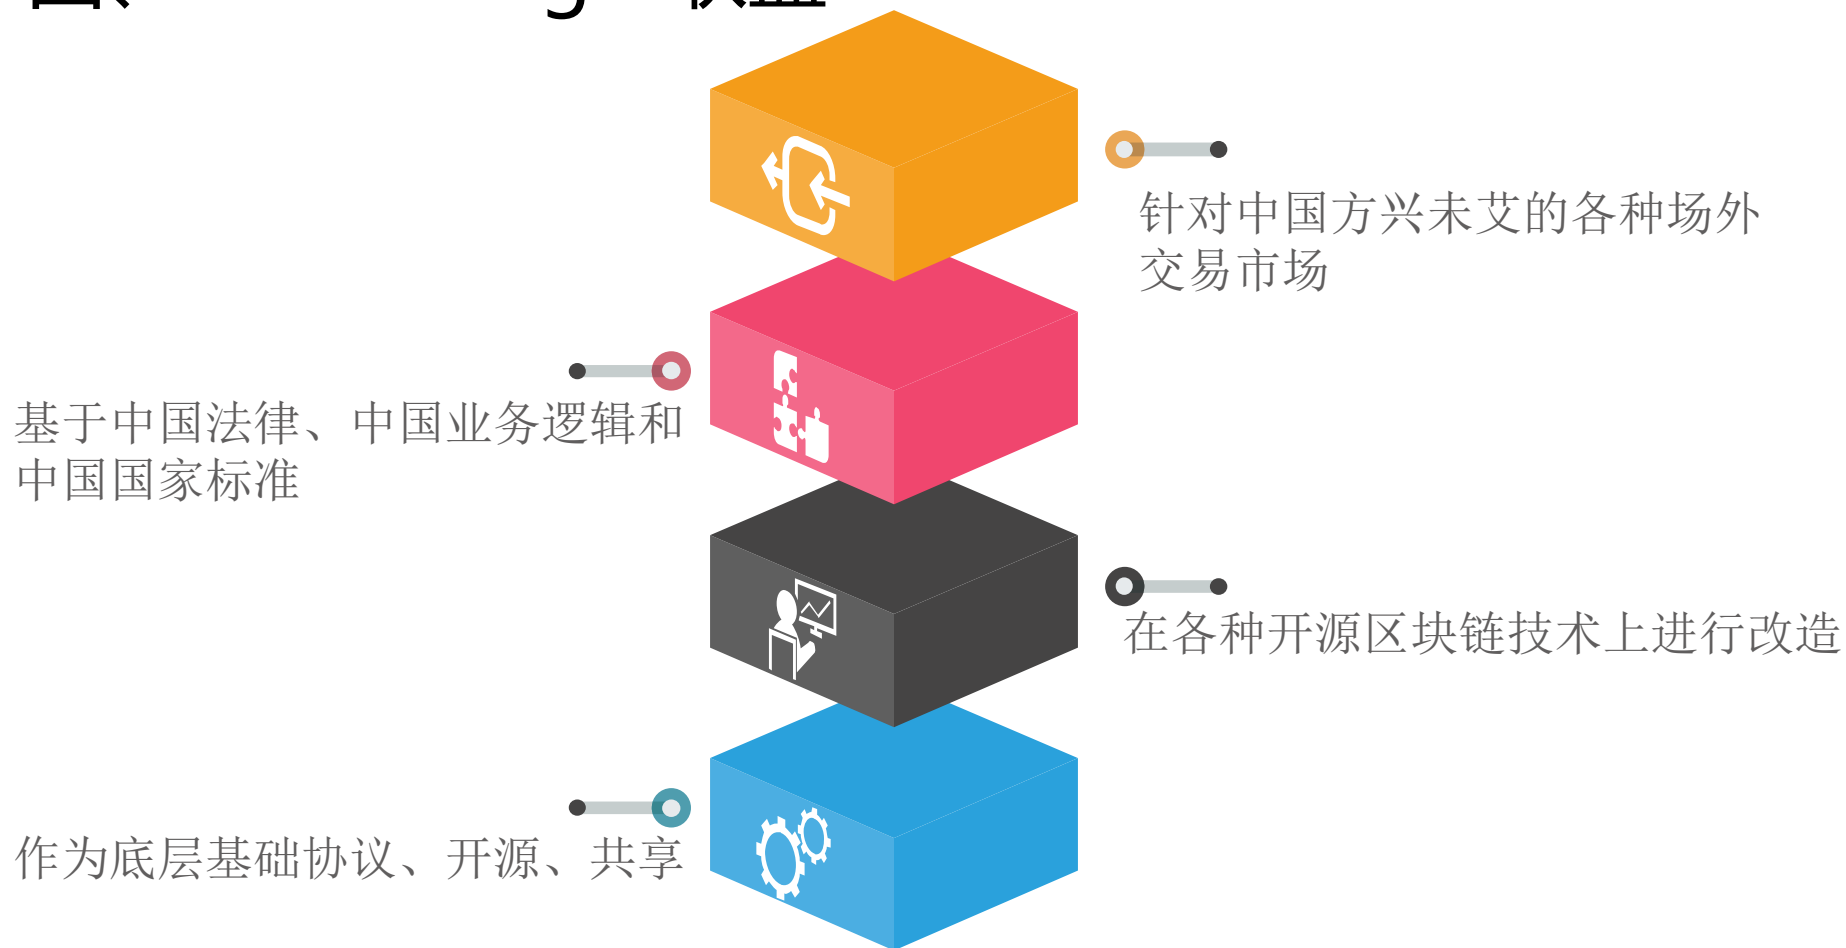 针对中国方兴未艾的各种场外
交易市场
基于中国法律、中国业务逻辑和
中国国家标准
在各种开源区块链技术上进行改造
作为底层基础协议、开源、共享